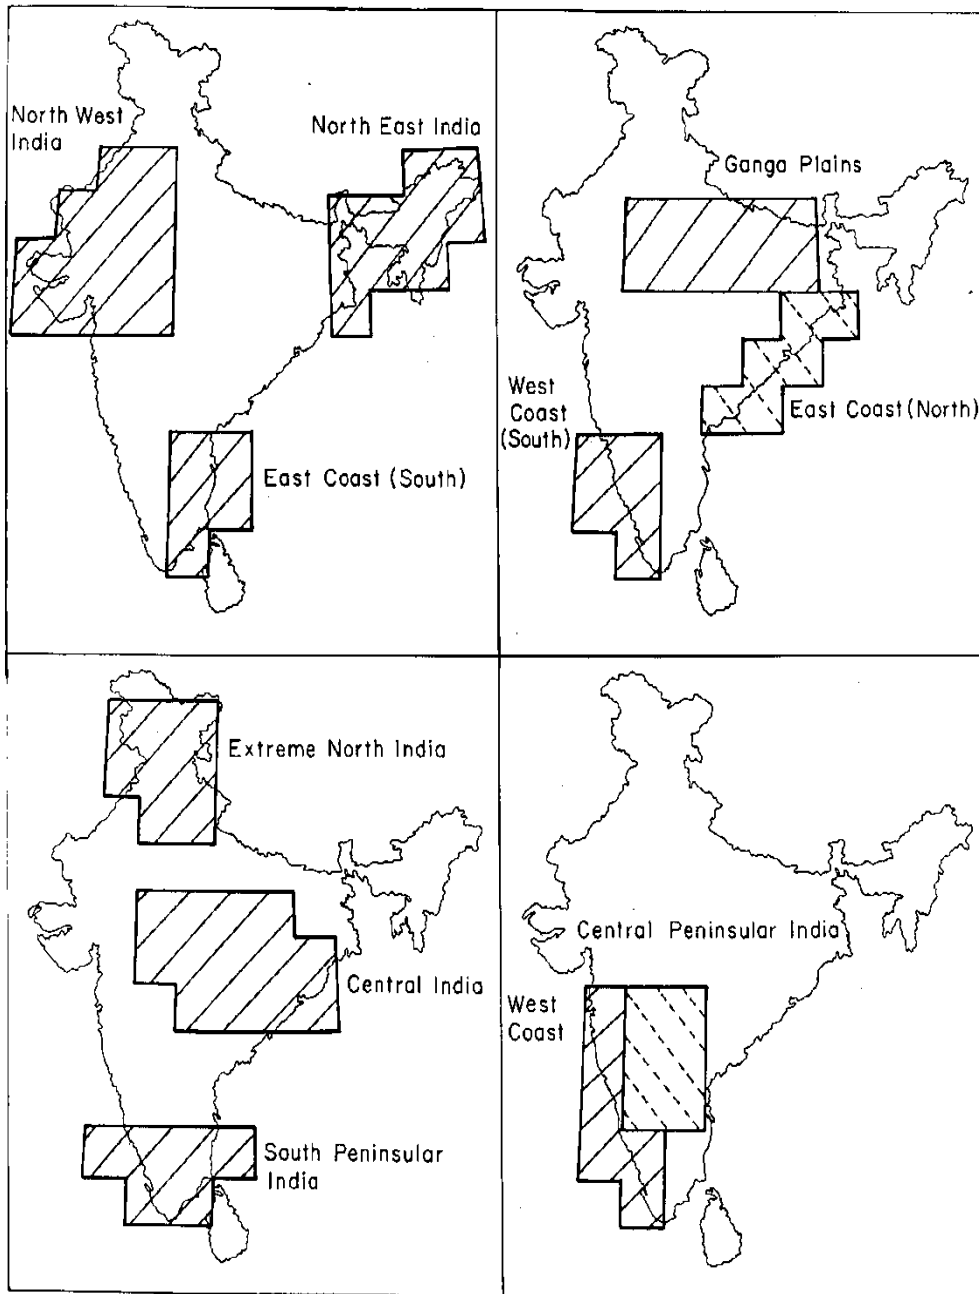 North West
India
North East India
East Coast (South)
Ganga Plains
West
Coast
(South)
East Coast (North)
Extreme North India
Central India
South Peninsular
India
Central Peninsular India
West
Coast